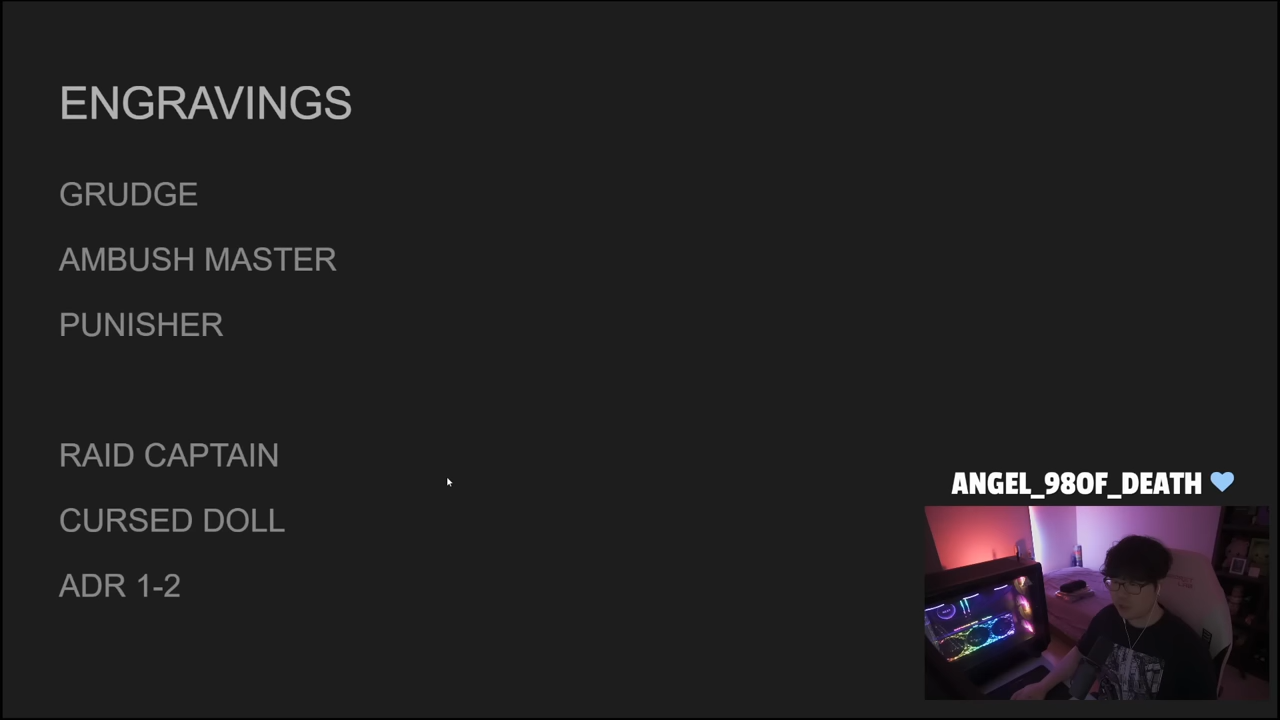 ENGRAVINGS
GRUDGE
AMBUSH MASTER
PUNISHER
RAID CAPTAIN
CURSED DOLL
ADR 1-2
ANGEL_98OF_DEATH